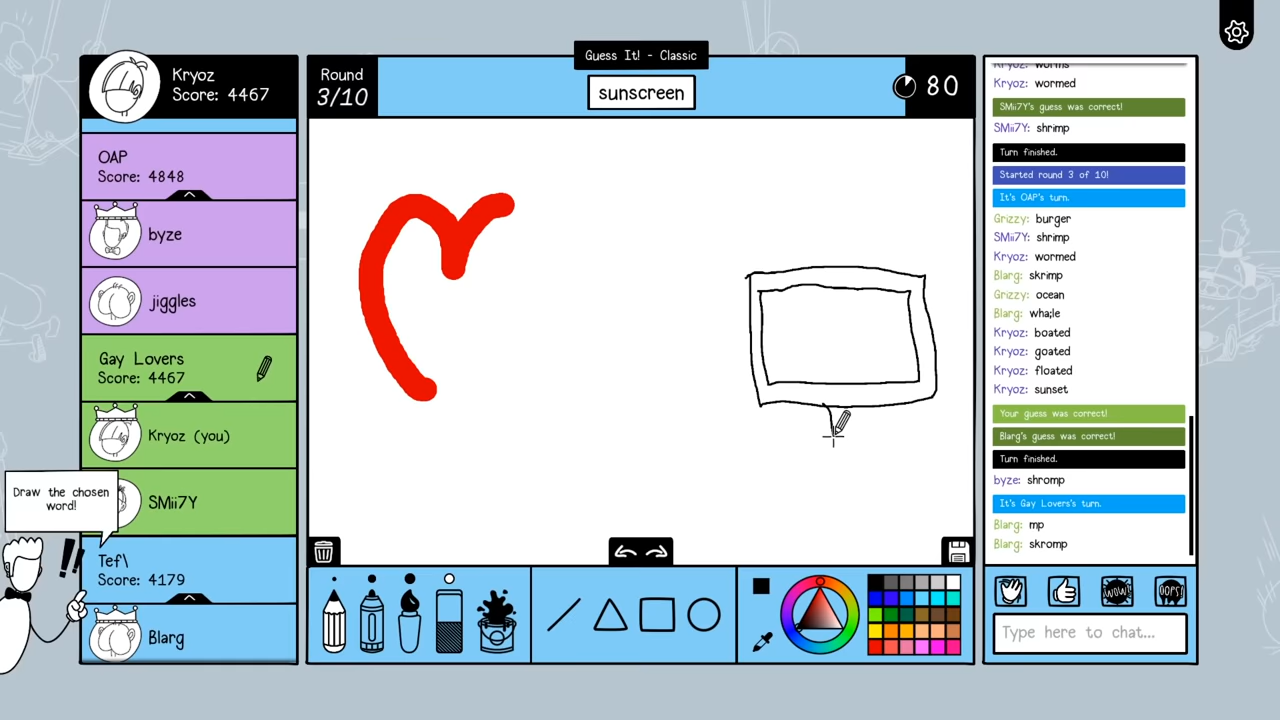 Guess It! - Classic
Kryoz
Score: 4467
Round
3/10
sunscreen
80
OAP
Score: 4848
byze
jiggles
Gay Lovers
Score: 4467
Kryoz (you)
SMii7Y
Draw the chosen
word!
Tef\
Score: 4179
Blarg
Kryoz: worms
Kryoz: wormed
SMii7Y's guess was correct!
SMii7Y: shrimp
Turn finished.
Started round 3 of 10!
It's OAP's turn.
Grizzy: burger
SMii7Y: shrimp
Kryoz: wormed
Blarg: skrimp
Grizzy: ocean
Blarg: wha;le
Kryoz: boated
Kryoz: goated
Kryoz: floated
Kryoz: sunset
Your guess was correct!
Blarg's guess was correct!
Turn finished.
byze: shromp
It's Gay Lovers's turn.
Blarg: mp
Blarg: skromp
WOW!
OOPS!
Type here to chat...